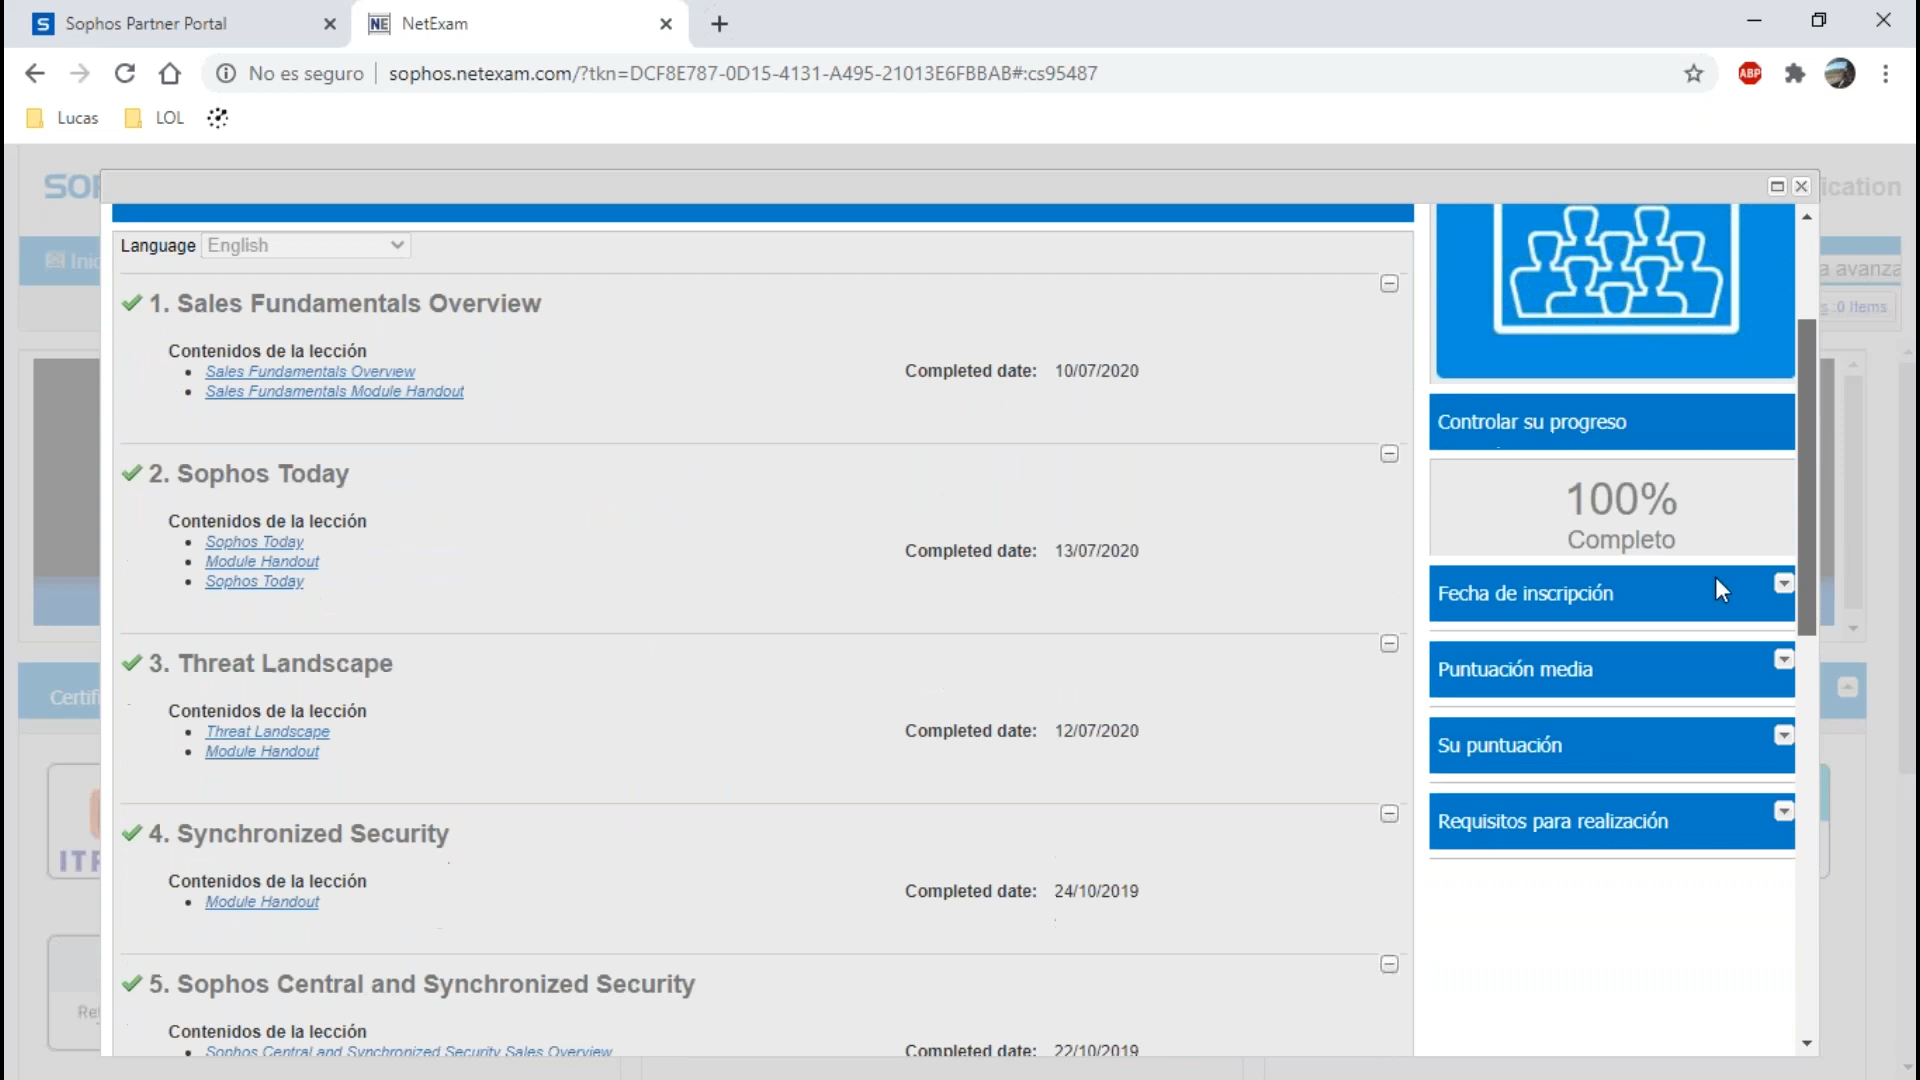 Sophos Partner Portal
NetExam
No es seguro
sophos.netexam.com/?tkn=DCF8E787-0D15-4131-A495-21013E6FBBAB#:cs95487
ABP
Lucas
LOL
Language
English
1. Sales Fundamentals Overview
Contenidos de la lección
Sales Fundamentals Overview
Sales Fundamentals Module Handout
Completed date: 10/07/2020
2. Sophos Today
Contenidos de la lección
Sophos Today
Module Handout
Sophos Today
Completed date: 13/07/2020
3. Threat Landscape
Contenidos de la lección
Threat Landscape
Module Handout
Completed date: 12/07/2020
4. Synchronized Security
Contenidos de la lección
Module Handout
Completed date: 24/10/2019
5. Sophos Central and Synchronized Security
Contenidos de la lección
Sophos Central and Synchronized Security Sales Overview
Completed date: 22/10/2019
Controlar su progreso
100%
Completo
Fecha de inscripción
Puntuación media
Su puntuación
Requisitos para realización
:0 Items